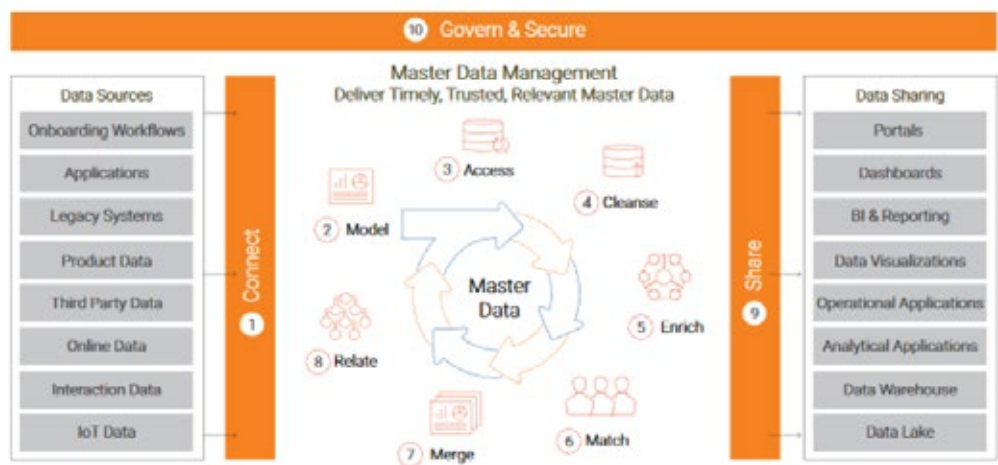 10 Govern & Secure
Data Sources
Onboarding Workflows
Applications
Legacy Systems
Product Data
Third Party Data
Online Data
Interaction Data
IoT Data
1 Connect
Master Data Management
Deliver Timely, Trusted, Relevant Master Data
2 Model
3 Access
4 Cleanse
5 Enrich
6 Match
7 Merge
8 Relate
Master
Data
9 Share
Data Sharing
Portals
Dashboards
BI & Reporting
Data Visualizations
Operational Applications
Analytical Applications
Data Warehouse
Data Lake